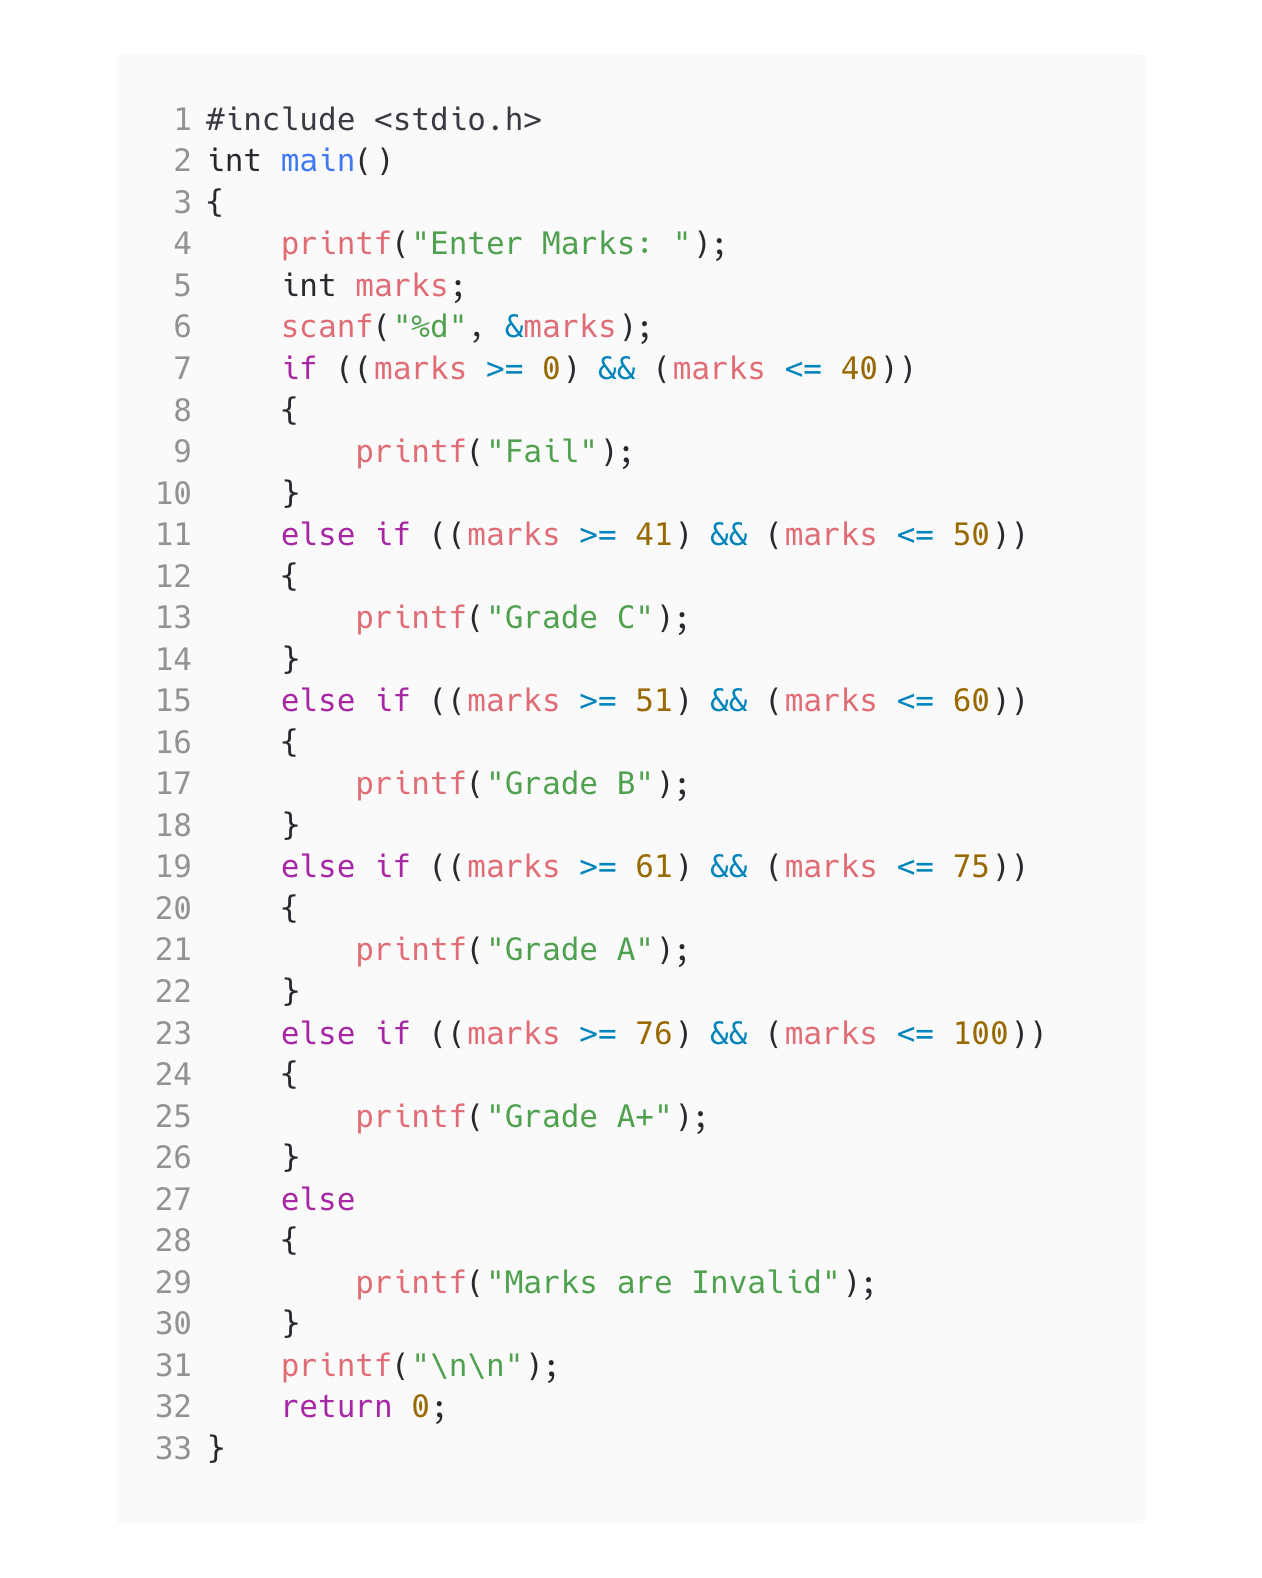 1 #include <stdio.h>
2 int main()
3 {
4     printf("Enter Marks: ");
5     int marks;
6     scanf("%d", &marks);
7     if ((marks >= 0) && (marks <= 40))
8     {
9         printf("Fail");
10     }
11     else if ((marks >= 41) && (marks <= 50))
12     {
13         printf("Grade C");
14     }
15     else if ((marks >= 51) && (marks <= 60))
16     {
17         printf("Grade B");
18     }
19     else if ((marks >= 61) && (marks <= 75))
20     {
21         printf("Grade A");
22     }
23     else if ((marks >= 76) && (marks <= 100))
24     {
25         printf("Grade A+");
26     }
27     else
28     {
29         printf("Marks are Invalid");
30     }
31     printf("\n\n");
32     return 0;
33 }